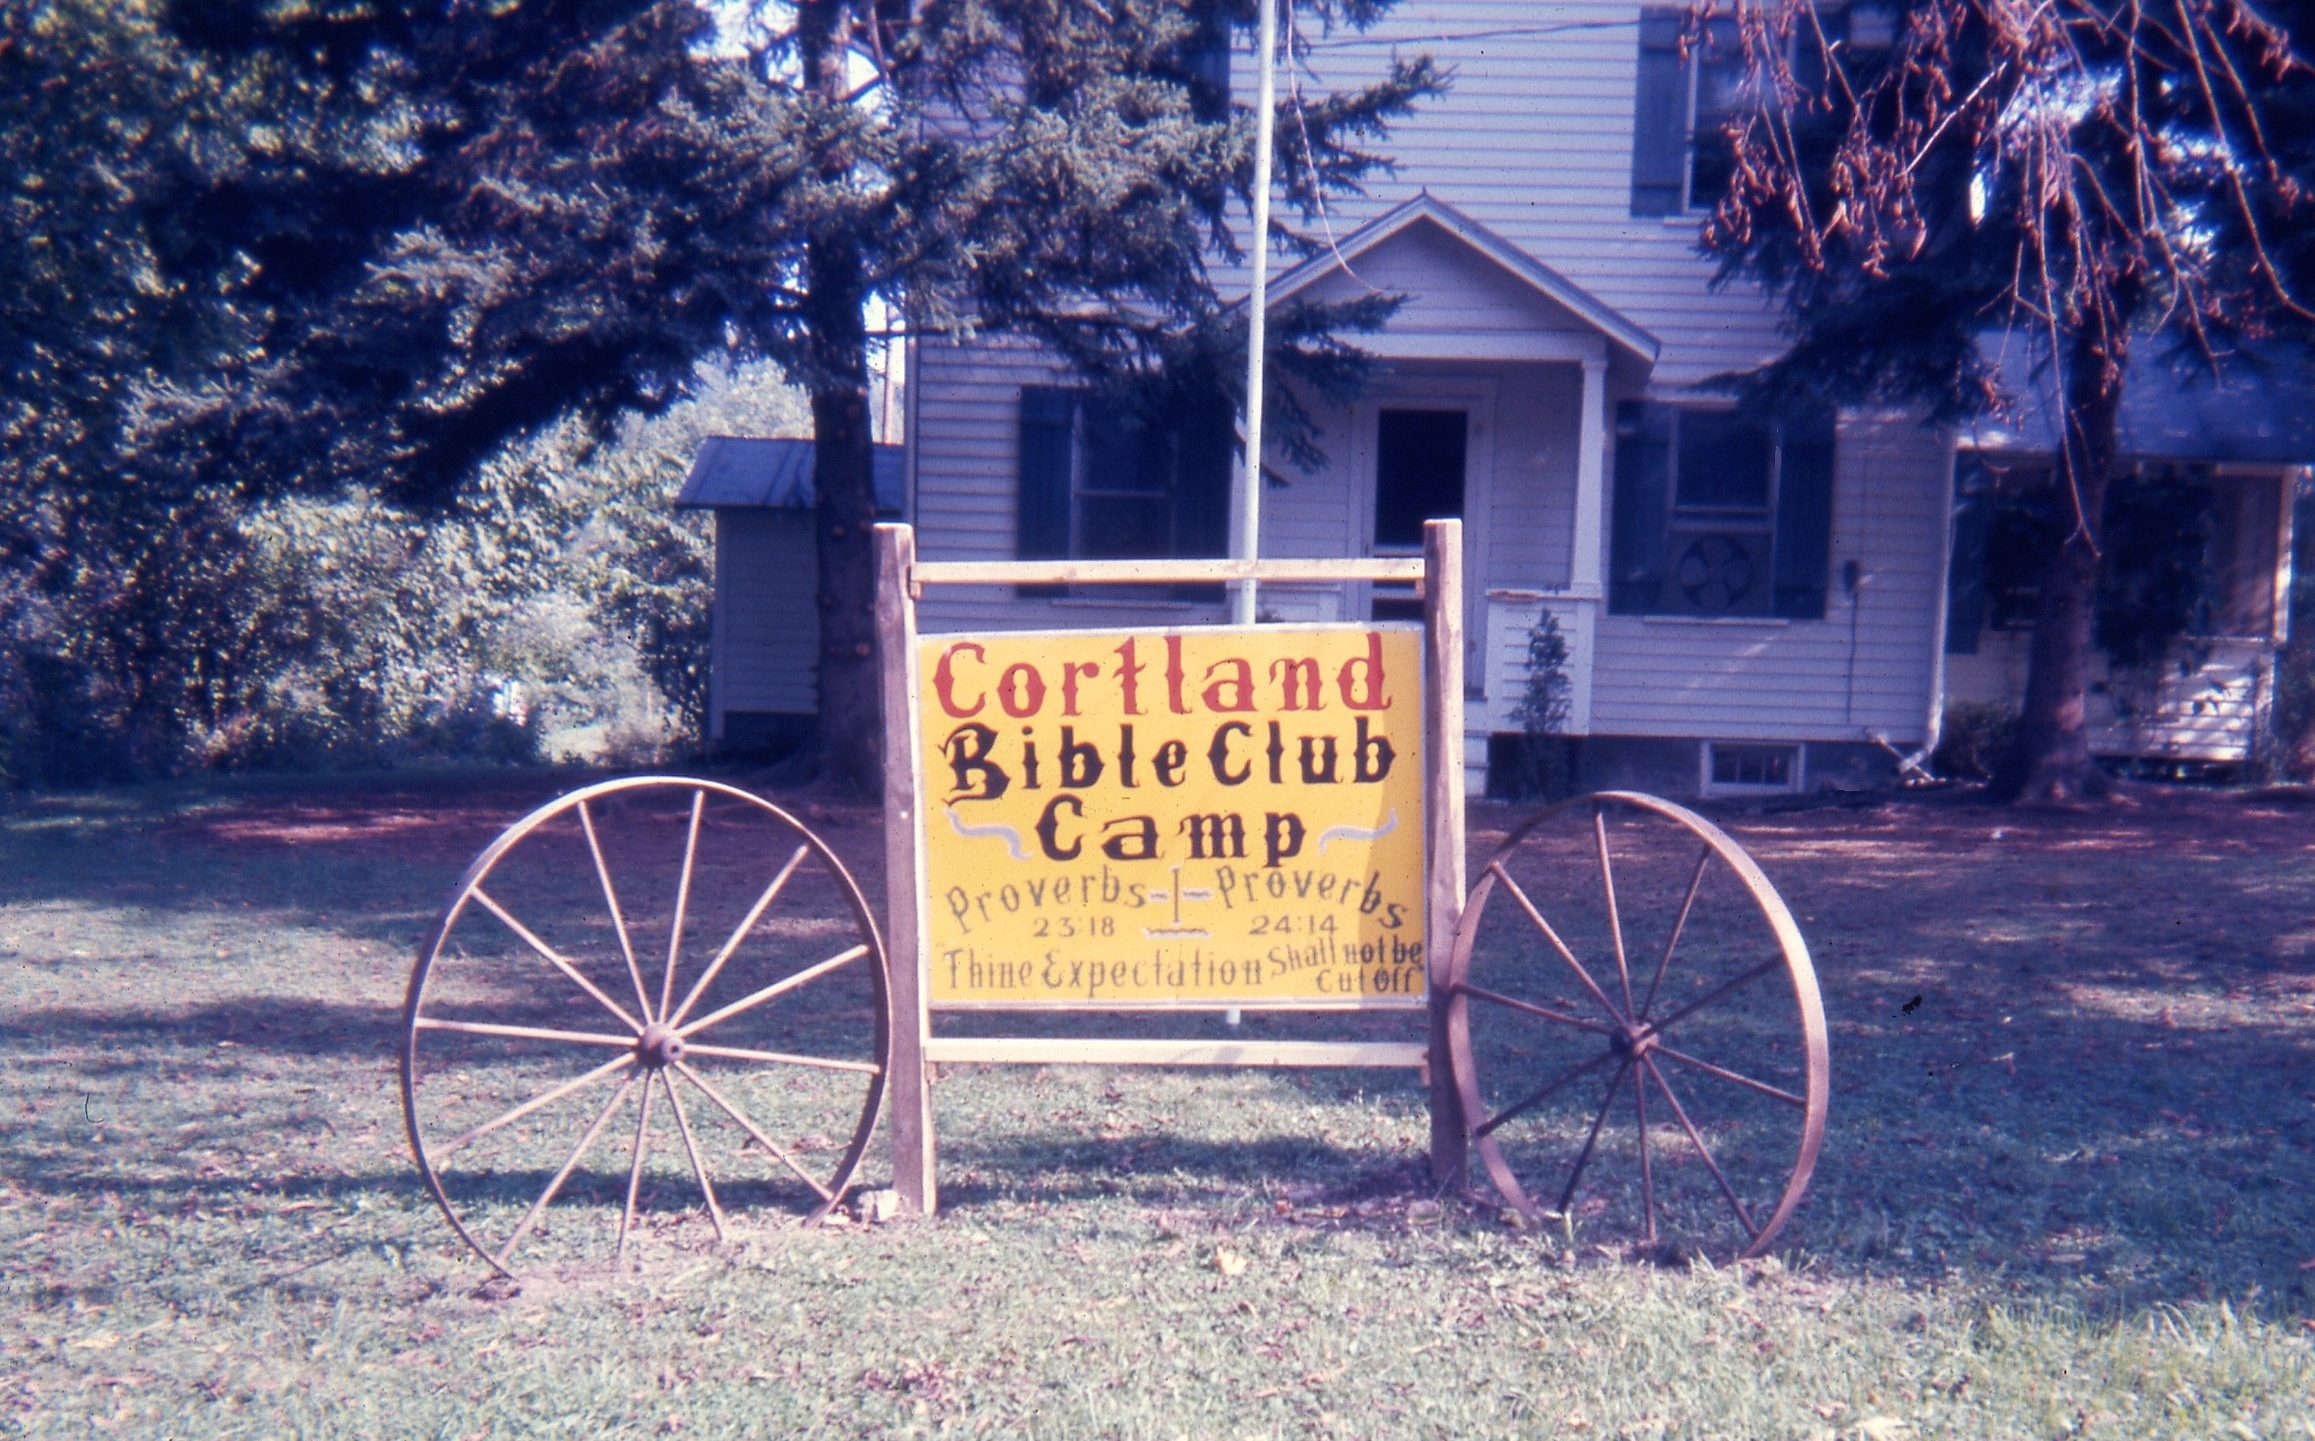 Cortland
Bible Club
Camp
Proverbs Proverbs
23:18 24:14
"Thine Expectation Shall not be
Cut Off"